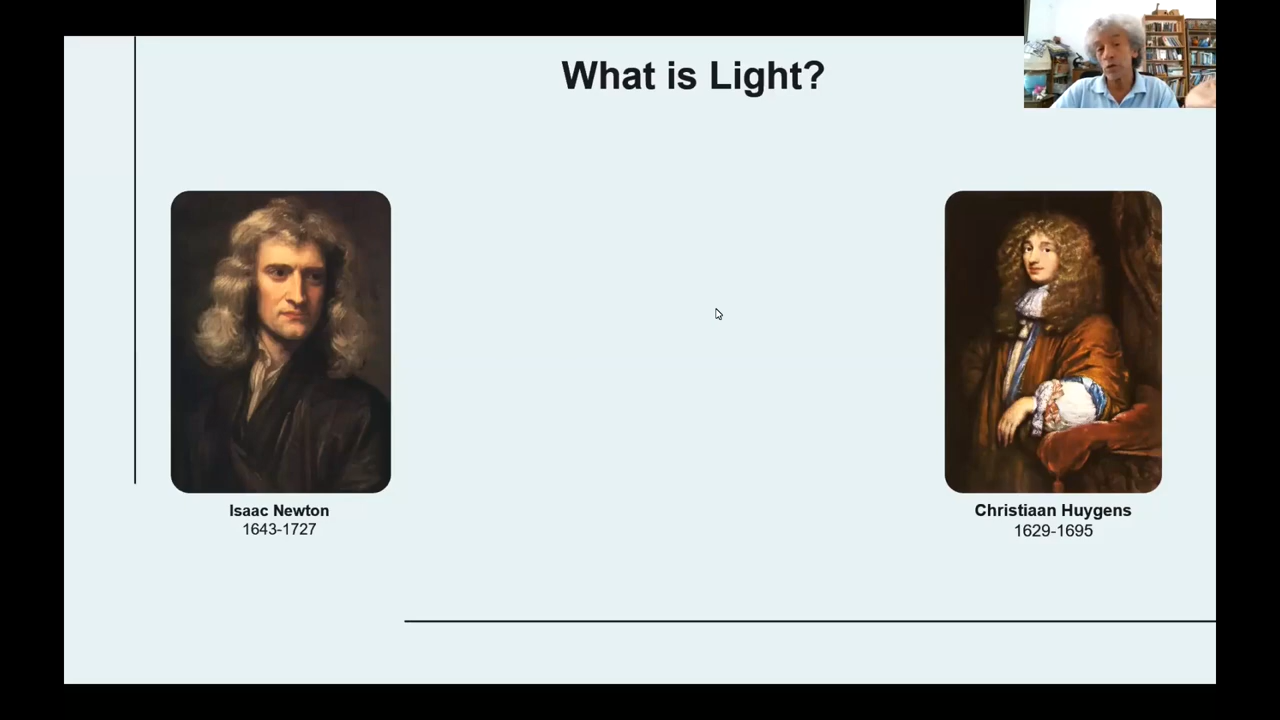 What is Light?
Isaac Newton
1643-1727
Christiaan Huygens
1629-1695